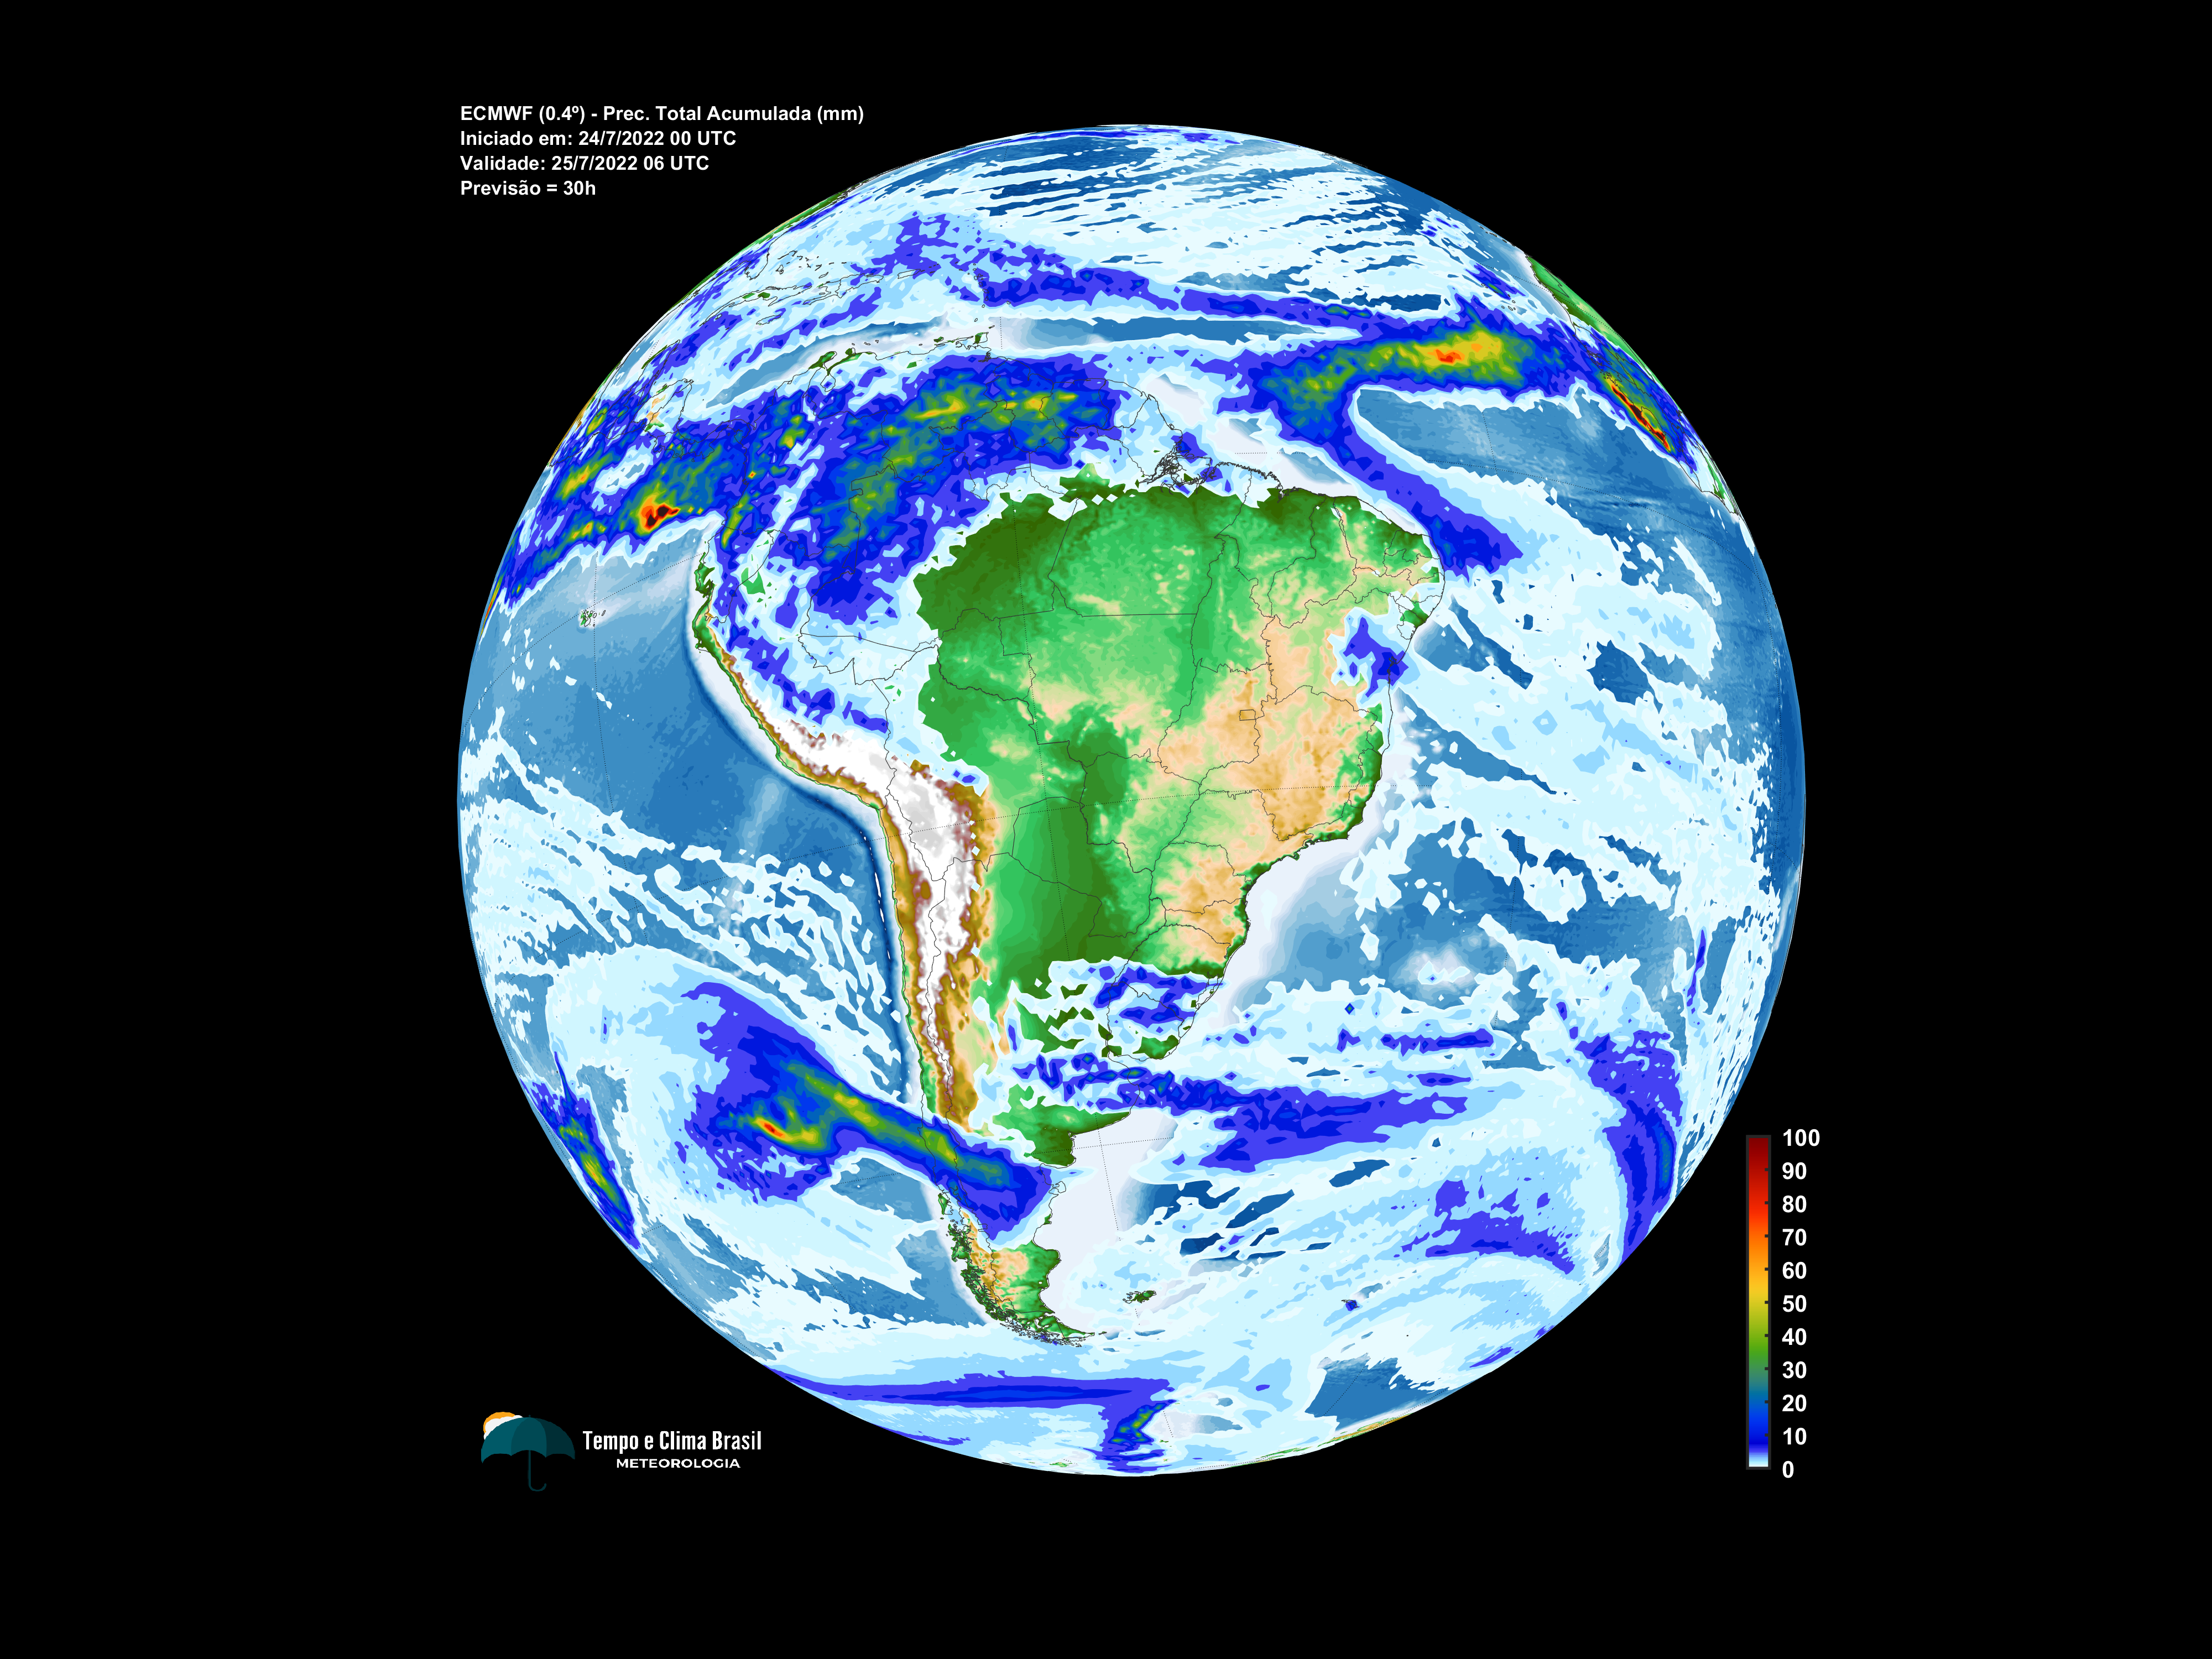 ECMWF (0.4º) - Prec. Total Acumulada (mm)
Iniciado em: 24/7/2022 00 UTC
Validade: 25/7/2022 06 UTC
Previsão = 30h
100
90
80
70
60
50
40
30
20
10
0
Tempo e Clima Brasil
METEOROLOGIA